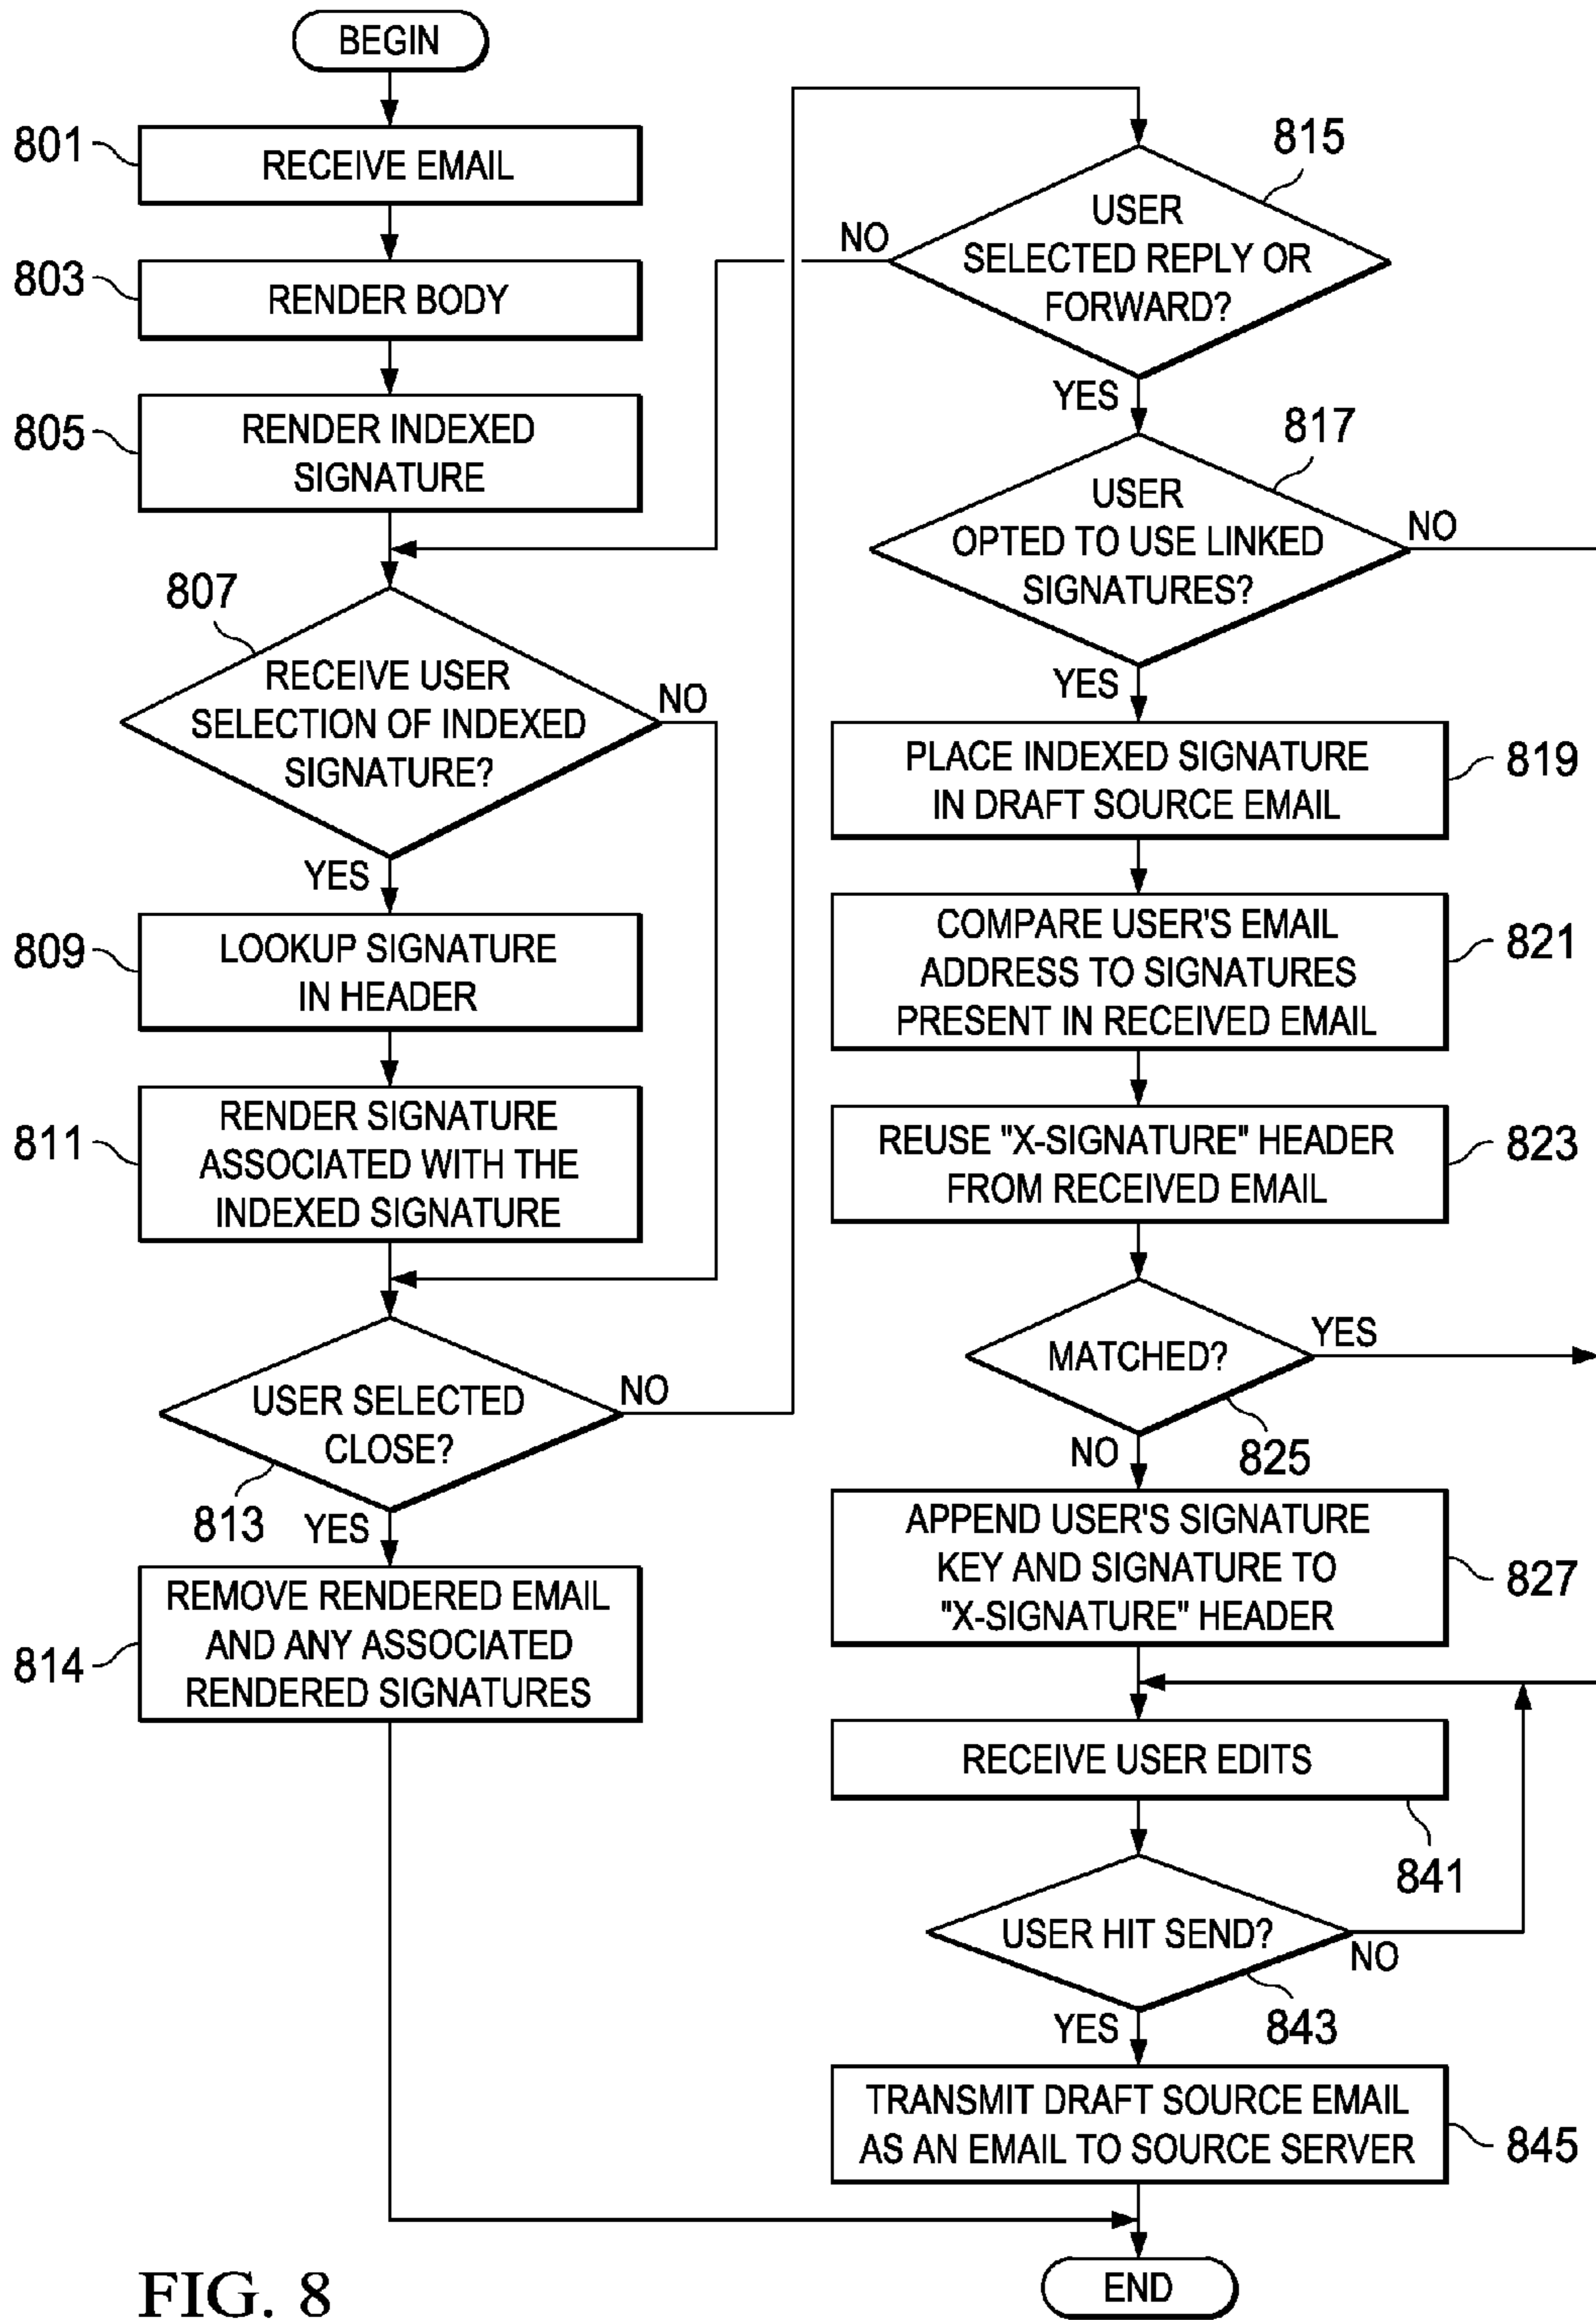 BEGIN
801
RECEIVE EMAIL
803
RENDER BODY
805
RENDER INDEXED
SIGNATURE
807
RECEIVE USER
SELECTION OF INDEXED
SIGNATURE?
NO
YES
809
LOOKUP SIGNATURE
IN HEADER
811
RENDER SIGNATURE
ASSOCIATED WITH THE
INDEXED SIGNATURE
USER SELECTED
CLOSE?
NO
813
YES
814
REMOVE RENDERED EMAIL
AND ANY ASSOCIATED
RENDERED SIGNATURES
815
USER
SELECTED REPLY OR
FORWARD?
NO
YES
817
USER
OPTED TO USE LINKED
SIGNATURES?
NO
YES
PLACE INDEXED SIGNATURE
IN DRAFT SOURCE EMAIL
819
COMPARE USER'S EMAIL
ADDRESS TO SIGNATURES
PRESENT IN RECEIVED EMAIL
821
REUSE "X-SIGNATURE" HEADER
FROM RECEIVED EMAIL
823
MATCHED?
YES
825
NO
APPEND USER'S SIGNATURE
KEY AND SIGNATURE TO
"X-SIGNATURE" HEADER
827
RECEIVE USER EDITS
841
USER HIT SEND?
NO
843
YES
TRANSMIT DRAFT SOURCE EMAIL
AS AN EMAIL TO SOURCE SERVER
845
END
FIG. 8